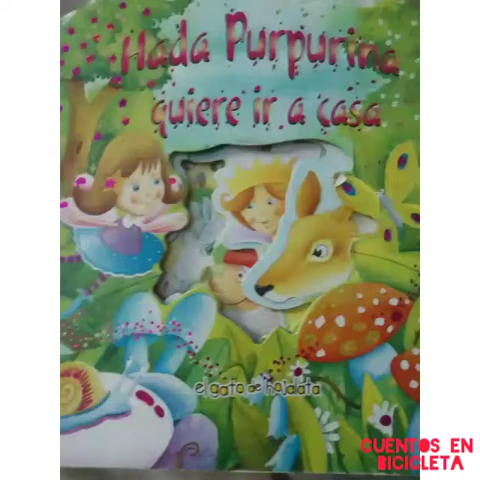 Hada Purpurina
quiere ir a casa
el gato de hojalata
CUENTOS EN
BICICLETA